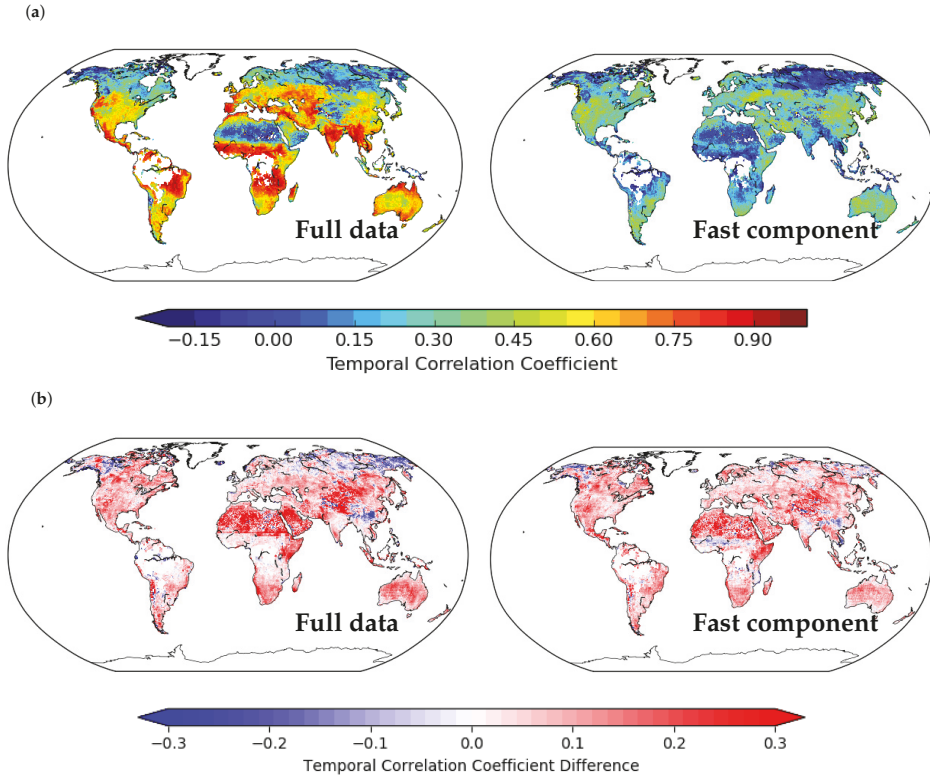 (a)
Full data
Fast component
−0.15 0.00 0.15 0.30 0.45 0.60 0.75 0.90
Temporal Correlation Coefficient
(b)
Full data
Fast component
−0.3 −0.2 −0.1 0.0 0.1 0.2 0.3
Temporal Correlation Coefficient Difference